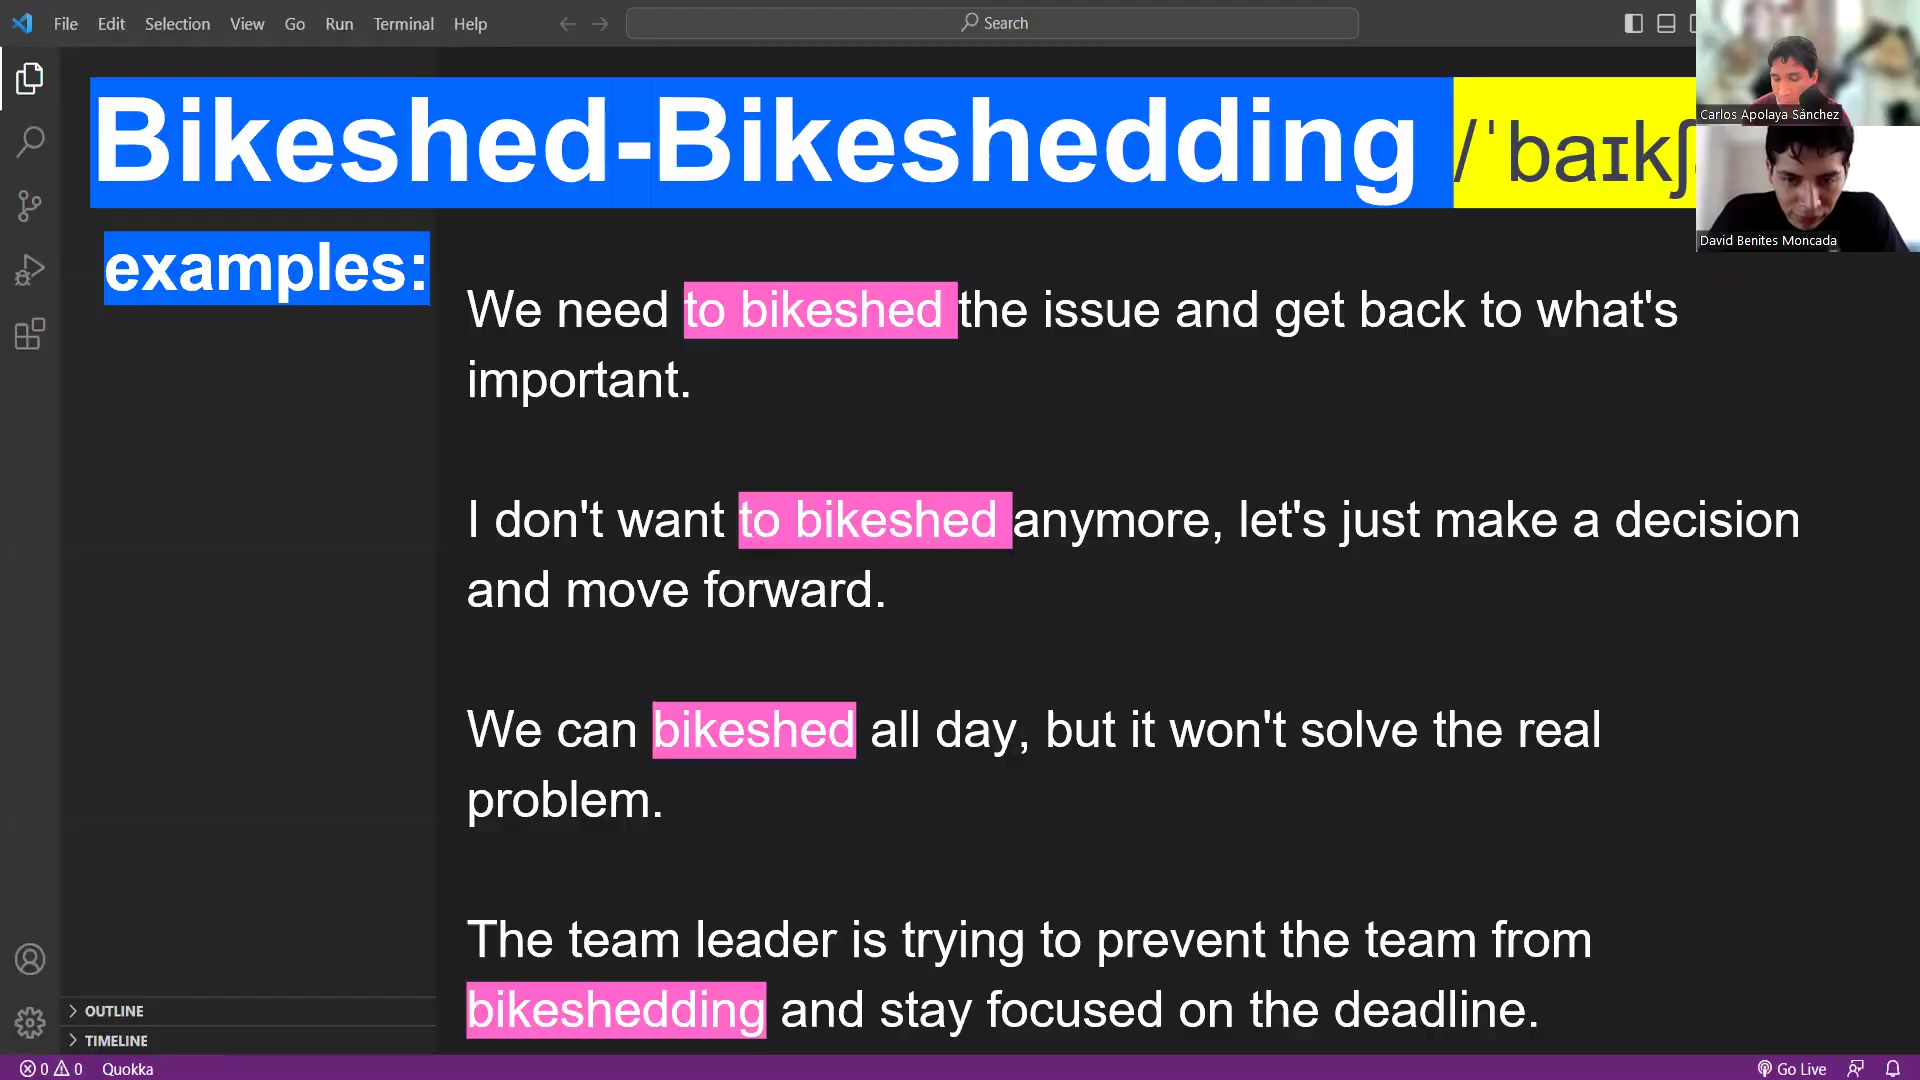 File Edit Selection View Go Run Terminal Help Search
Bikeshed-Bikeshedding /ˈbaɪkʃ
Carlos Apolaya Sánchez
David Benites Moncada
examples:
We need to bikeshed the issue and get back to what's
important.
I don't want to bikeshed anymore, let's just make a decision
and move forward.
We can bikeshed all day, but it won't solve the real
problem.
The team leader is trying to prevent the team from
bikeshedding and stay focused on the deadline.
OUTLINE
TIMELINE
0 0 Quokka Go Live